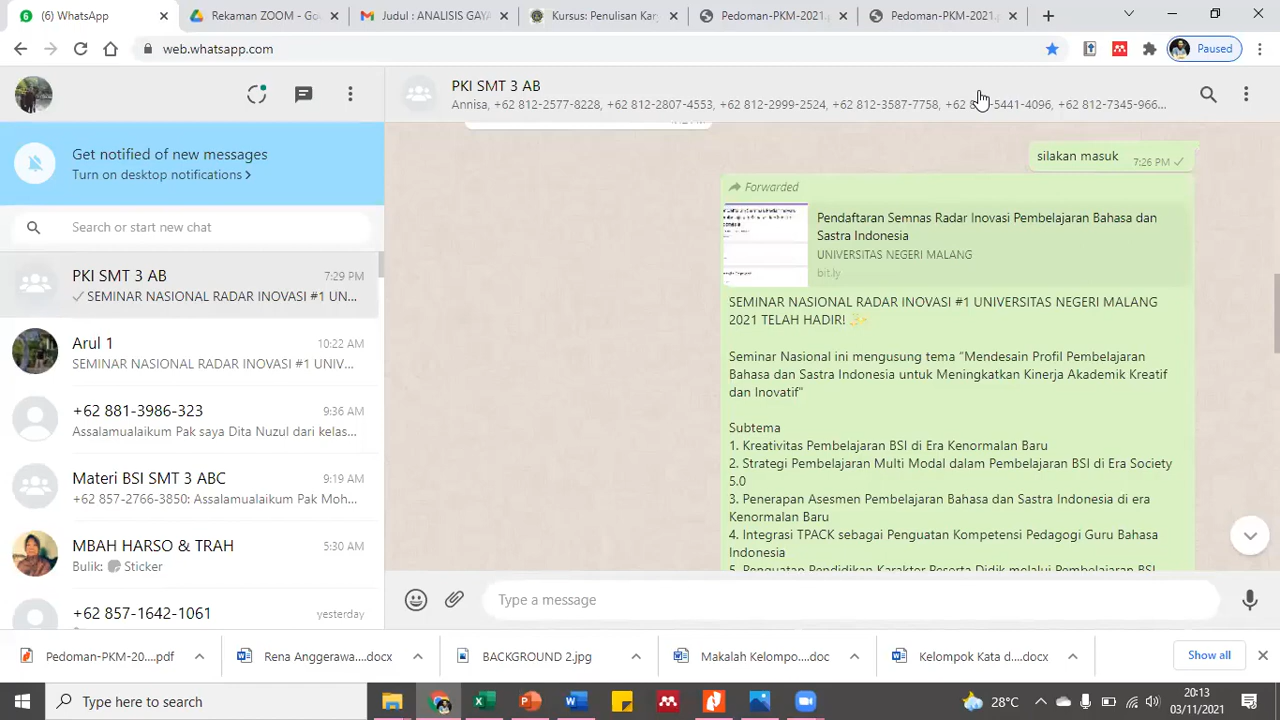 (6) WhatsApp
Rekaman ZOOM - Go
Judul : ANALISIS GAYA
Kursus: Penulisan Kar
Pedoman-PKM-2021.p
Pedoman-PKM-2021.p
web.whatsapp.com
Paused
PKI SMT 3 AB
Annisa, +62 812-2577-8228, +62 812-2807-4553, +62 812-2999-2524, +62 812-3587-7758, +62 8 -5441-4096, +62 812-7345-966...
Get notified of new messages
Turn on desktop notifications >
Search or start new chat
PKI SMT 3 AB
7:29 PM
SEMINAR NASIONAL RADAR INOVASI #1 UN...
Arul 1
10:22 AM
SEMINAR NASIONAL RADAR INOVASI #1 UNIV...
+62 881-3986-323
9:36 AM
Assalamualaikum Pak saya Dita Nuzul dari kelas...
Materi BSI SMT 3 ABC
9:19 AM
+62 857-2766-3850: Assalamualaikum Pak Moh...
MBAH HARSO & TRAH
5:30 AM
Bulik: Sticker
+62 857-1642-1061
yesterday
silakan masuk
7:26 PM
Forwarded
Pendaftaran Semnas Radar Inovasi Pembelajaran Bahasa dan
Sastra Indonesia
UNIVERSITAS NEGERI MALANG
bit.ly
SEMINAR NASIONAL RADAR INOVASI #1 UNIVERSITAS NEGERI MALANG
2021 TELAH HADIR! ✨
Seminar Nasional ini mengusung tema "Mendesain Profil Pembelajaran
Bahasa dan Sastra Indonesia untuk Meningkatkan Kinerja Akademik Kreatif
dan Inovatif"
Subtema
1. Kreativitas Pembelajaran BSI di Era Kenormalan Baru
2. Strategi Pembelajaran Multi Modal dalam Pembelajaran BSI di Era Society
5.0
3. Penerapan Asesmen Pembelajaran Bahasa dan Sastra Indonesia di era
Kenormalan Baru
4. Integrasi TPACK sebagai Penguatan Kompetensi Pedagogi Guru Bahasa
Indonesia
5. Penguatan Pendidikan Karakter Peserta Didik melalui Pembelajaran BSI
Type a message
Pedoman-PKM-20....pdf
Rena Anggerawa....docx
BACKGROUND 2.jpg
Makalah Kelompo....doc
Kelompok Kata d....docx
Show all
Type here to search
28°C
20:13
03/11/2021